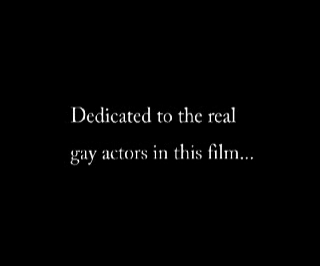 Dedicated to the real
gay actors in this film...